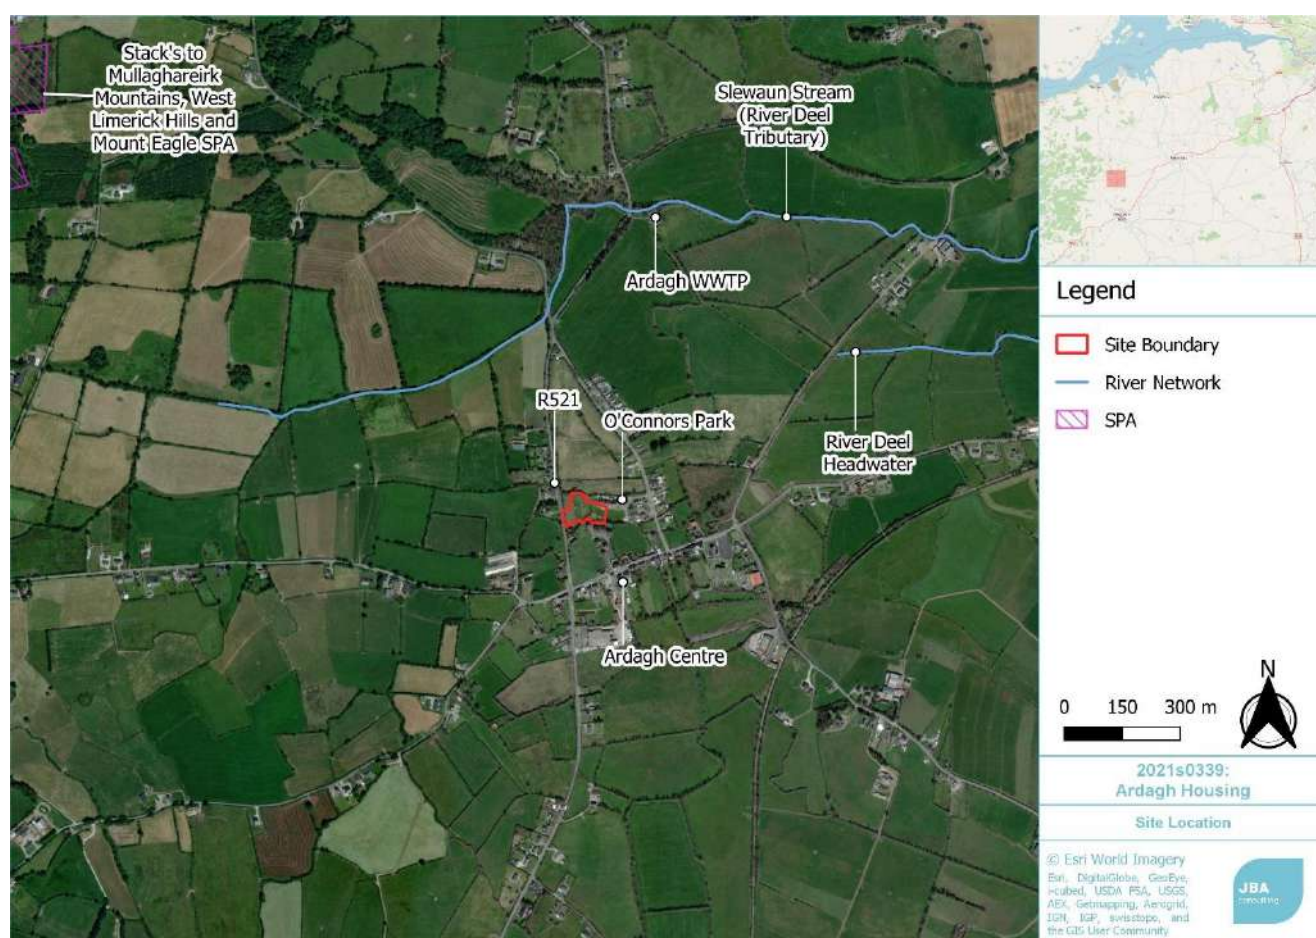 Stack's to
Mullaghareirk
Mountains, West
Limerick Hills and
Mount Eagle SPA
Slewaun Stream
(River Deel
Tributary)
Ardagh WWTP
R521
O'Connors Park
River Deel
Headwater
Ardagh Centre
Legend
Site Boundary
River Network
SPA
N
0 150 300 m
2021s0339:
Ardagh Housing
Site Location
© Esri World Imagery
Esri, DigitalGlobe, GeoEye,
i-cubed, USDA FSA, USGS,
AEX, Getmapping, Aerogrid,
IGN, IGP, swisstopo, and
the GIS User Community
JBA
consulting